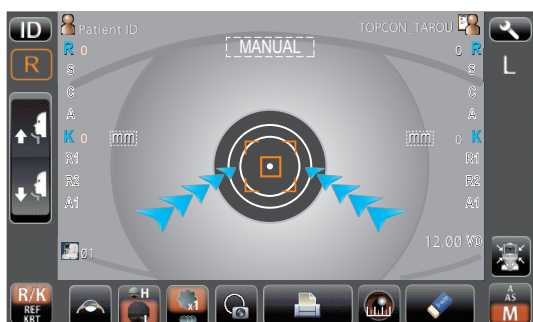 ID
Patient ID
TOPCON_TAROU
R
R 0
MANUAL
0 R
L
S
S
C
C
A
A
K 0
mm
mm
0 K
R1
R1
R2
R2
A1
A1
12.00 VD
01
R/K
REF
KRT
H
L
x1
Print
A
AS
M